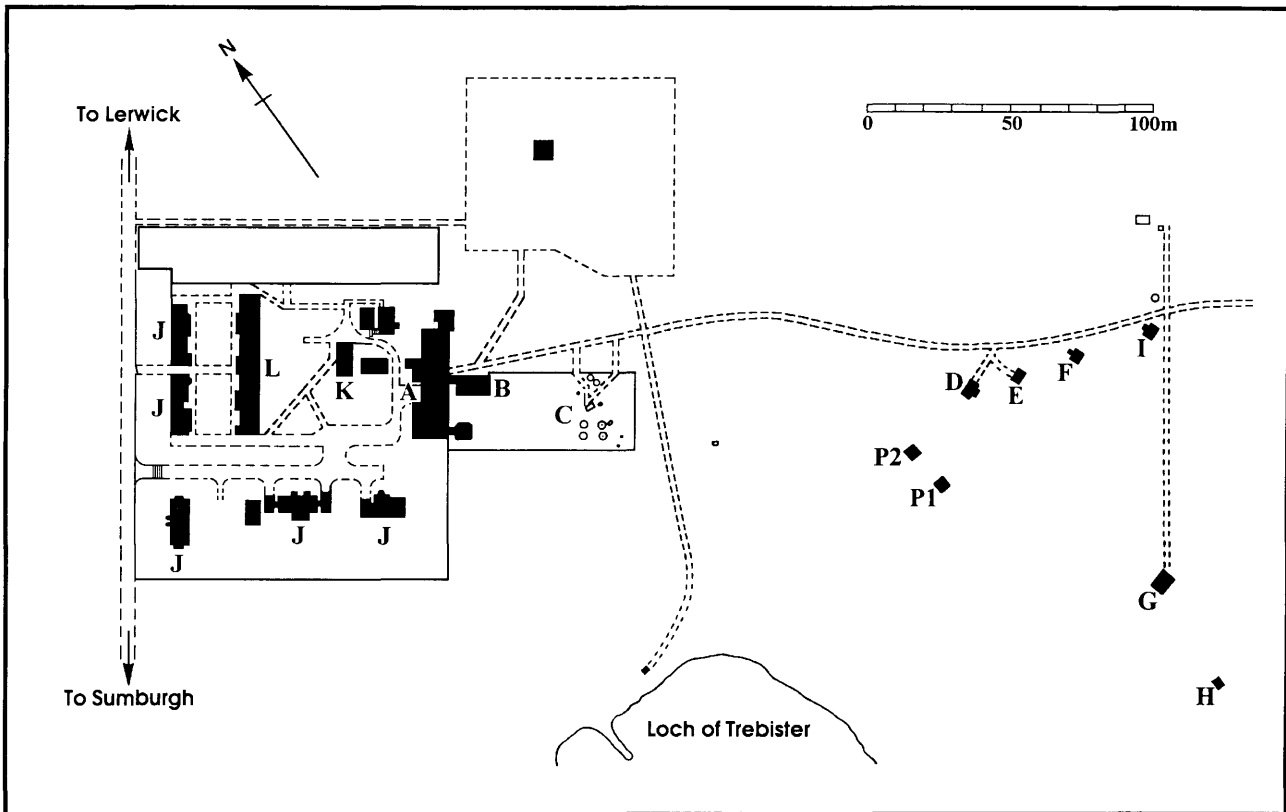 N
To Lerwick
0 50 100m
J
L
K
A
B
J
C
D
E
F
I
P2
P1
J
J
J
G
H
To Sumburgh
Loch of Trebister